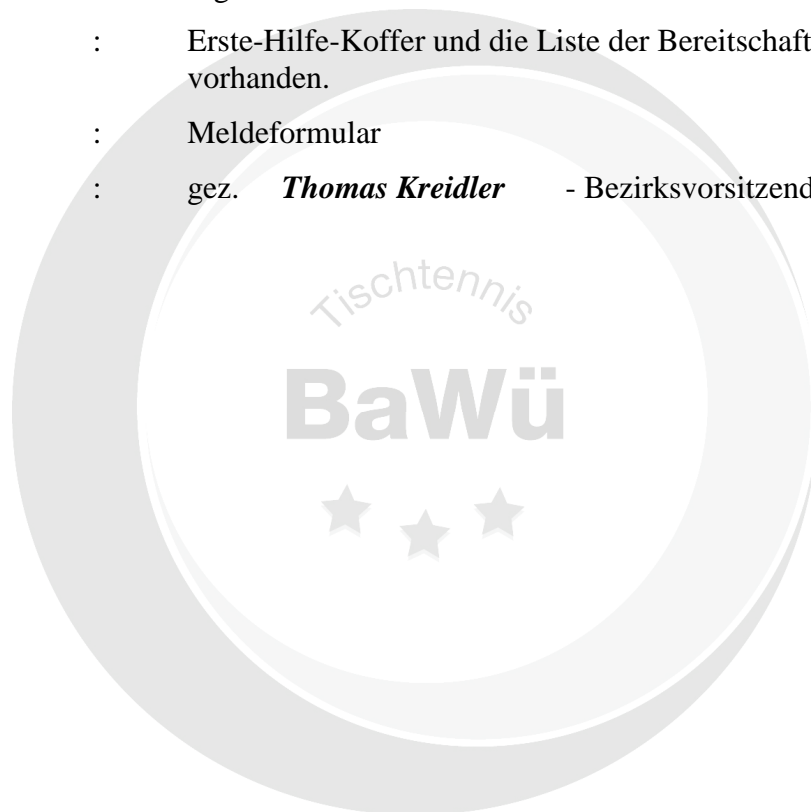 : Erste-Hilfe-Koffer und die Liste der Bereitschaft
vorhanden.
: Meldeformular
: gez. Thomas Kreidler - Bezirksvorsitzend
Tischtennis
BaWü